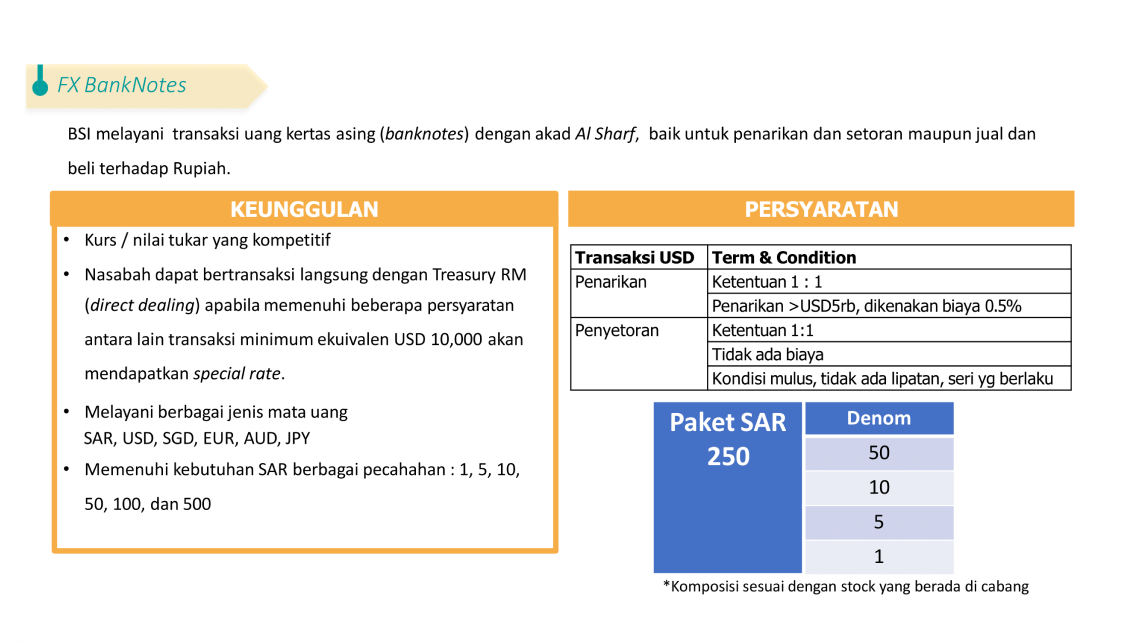 FX BankNotes
BSI melayani transaksi uang kertas asing (banknotes) dengan akad Al Sharf, baik untuk penarikan dan setoran maupun jual dan
beli terhadap Rupiah.
KEUNGGULAN
• Kurs / nilai tukar yang kompetitif
• Nasabah dapat bertransaksi langsung dengan Treasury RM
(direct dealing) apabila memenuhi beberapa persyaratan
antara lain transaksi minimum ekuivalen USD 10,000 akan
mendapatkan special rate.
• Melayani berbagai jenis mata uang
SAR, USD, SGD, EUR, AUD, JPY
• Memenuhi kebutuhan SAR berbagai pecahahan : 1, 5, 10,
50, 100, dan 500
PERSYARATAN
Transaksi USD Term & Condition
Penarikan Ketentuan 1 : 1
Penarikan >USD5rb, dikenakan biaya 0.5%
Penyetoran Ketentuan 1:1
Tidak ada biaya
Kondisi mulus, tidak ada lipatan, seri yg berlaku
Paket SAR
250
Denom
50
10
5
1
*Komposisi sesuai dengan stock yang berada di cabang